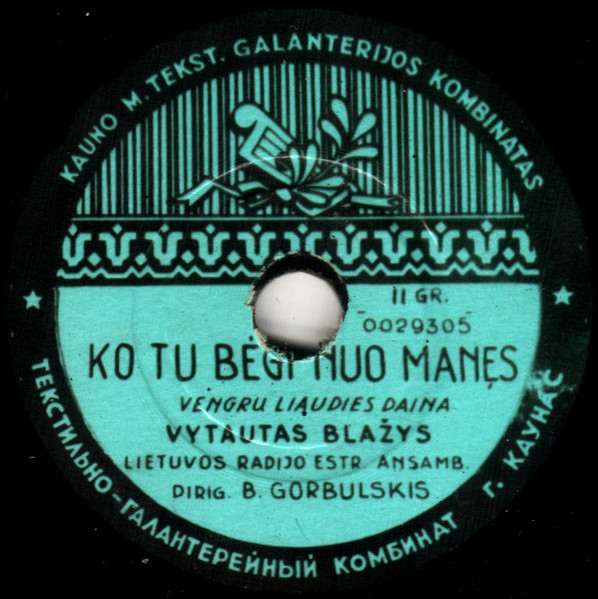 KAUNO M. TEKST. GALANTERIJOS KOMBINATAS
II GR.
0029305
KO TU BĖGI NUO MANĘS
VENGRU LIAUDIES DAINA
VYTAUTAS BLAŽYS
LIETUVOS RADIJO ESTR. ANSAMB.
DIRIG. B. GORBULSKIS
ТЕКСТИЛЬНО-ГАЛАНТЕРЕЙНЫЙ КОМБИНАТ Г. КАУНАС